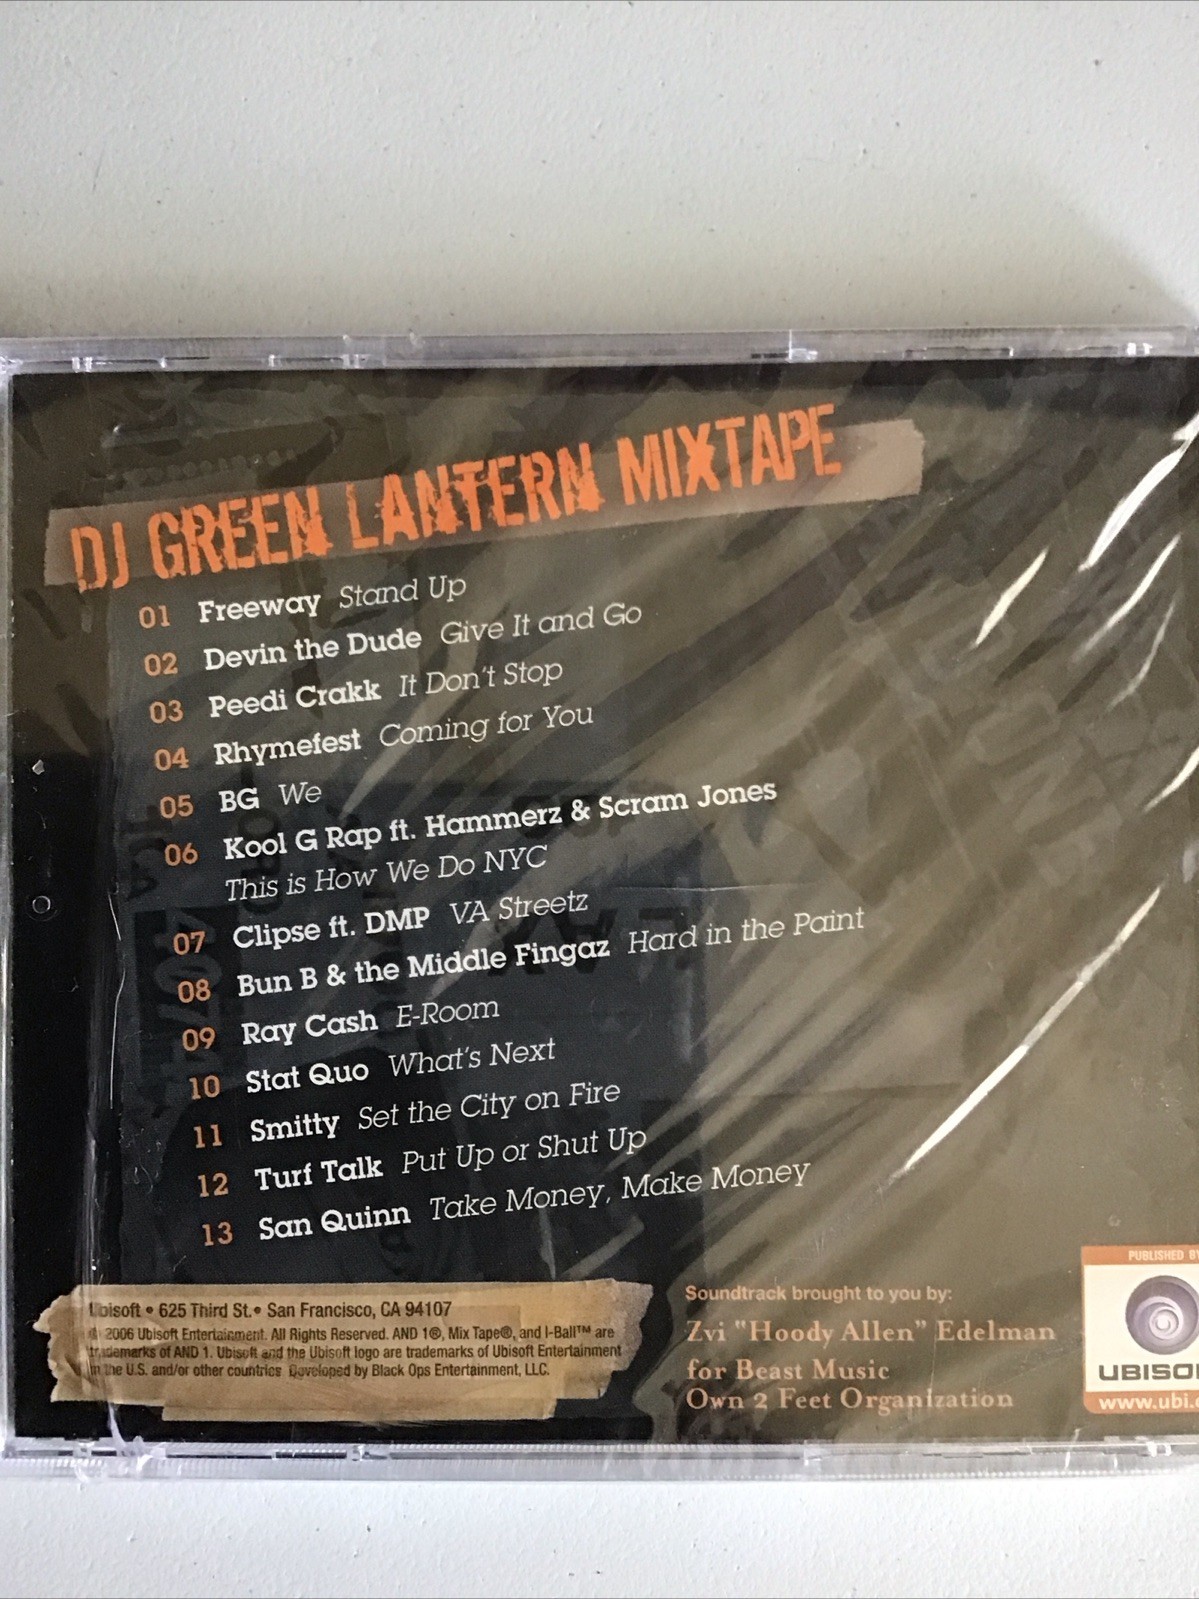 DJ GREEN LANTERN MIXTAPE
01 Freeway Stand Up
02 Devin the Dude Give It and Go
03 Peedi Crakk It Don't Stop
04 Rhymefest Coming for You
05 BG We
06 Kool G Rap ft. Hammerz & Scram Jones
This is How We Do NYC
07 Clipse ft. DMP VA Streetz
08 Bun B & the Middle Fingaz Hard in the Paint
09 Ray Cash E-Room
10 Stat Quo What's Next
11 Smitty Set the City on Fire
12 Turf Talk Put Up or Shut Up
13 San Quinn Take Money, Make Money
Ubisoft • 625 Third St. • San Francisco, CA 94107
© 2006 Ubisoft Entertainment. All Rights Reserved. AND 1®, Mix Tape®, and I-Ball™ are
trademarks of AND 1. Ubisoft and the Ubisoft logo are trademarks of Ubisoft Entertainment
in the U.S. and/or other countries Developed by Black Ops Entertainment, LLC.
Soundtrack brought to you by:
Zvi "Hoody Allen" Edelman
for Beast Music
Own 2 Feet Organization
PUBLISHED BY
UBISO
www.ubi.